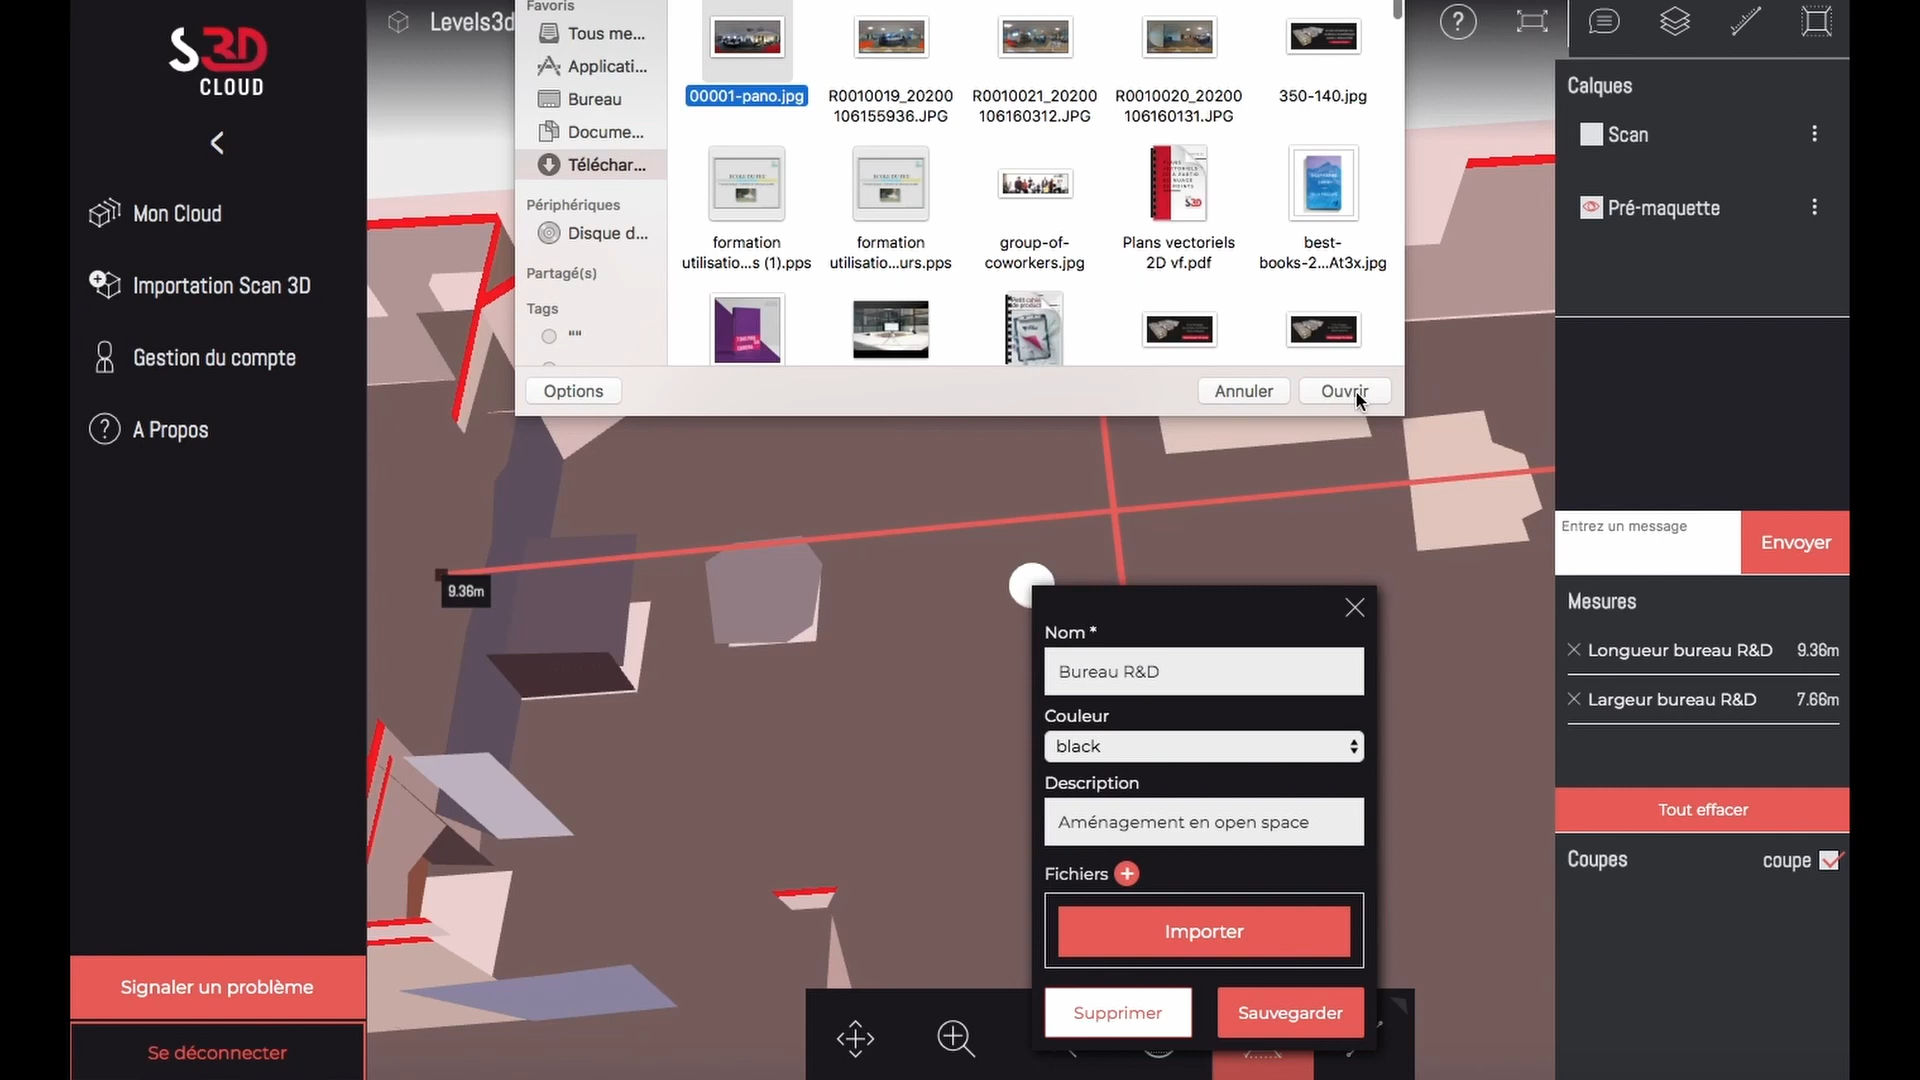 S3D
CLOUD
Mon Cloud
Importation Scan 3D
Gestion du compte
A Propos
Signaler un problème
Se déconnecter
Levels3d
Favoris
Tous me...
Applicati...
Bureau
Docume...
Téléchar...
Périphériques
Disque d...
Partagé(s)
Tags
""
00001-pano.jpg
R0010019_20200
106155936.JPG
R0010021_20200
106160312.JPG
R0010020_20200
106160131.JPG
350-140.jpg
formation
utilisatio...s (1).pps
formation
utilisatio...urs.pps
group-of-
coworkers.jpg
Plans vectoriels
2D vf.pdf
best-
books-2...At3x.jpg
Options
Annuler
Ouvrir
9.36m
Nom *
Bureau R&D
Couleur
black
Description
Aménagement en open space
Fichiers +
Importer
Supprimer
Sauvegarder
Calques
Scan
Pré-maquette
Entrez un message
Envoyer
Mesures
Longueur bureau R&D 9.36m
Largeur bureau R&D 7.66m
Tout effacer
Coupes
coupe